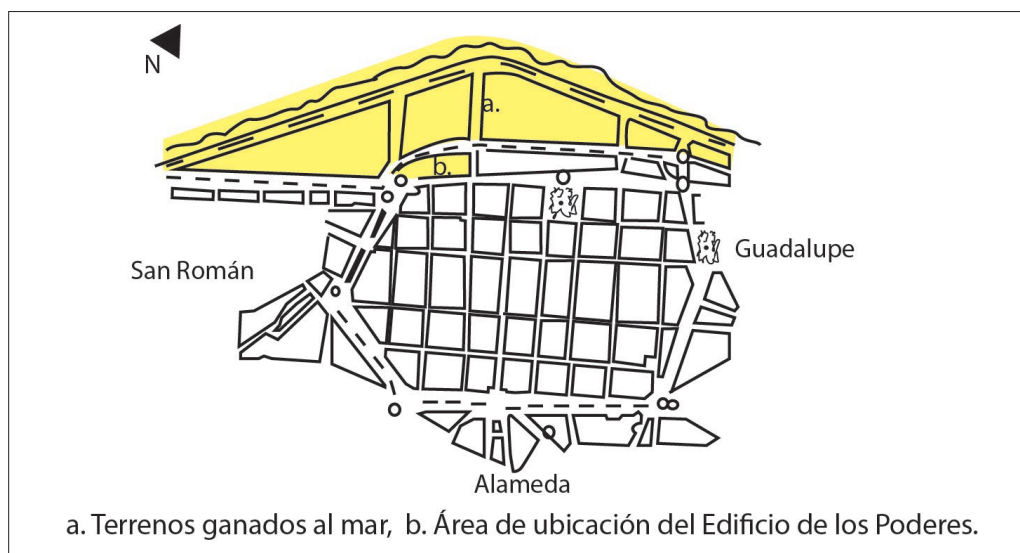 N
a.
b.
San Román
Guadalupe
Alameda
a. Terrenos ganados al mar, b. Área de ubicación del Edificio de los Poderes.